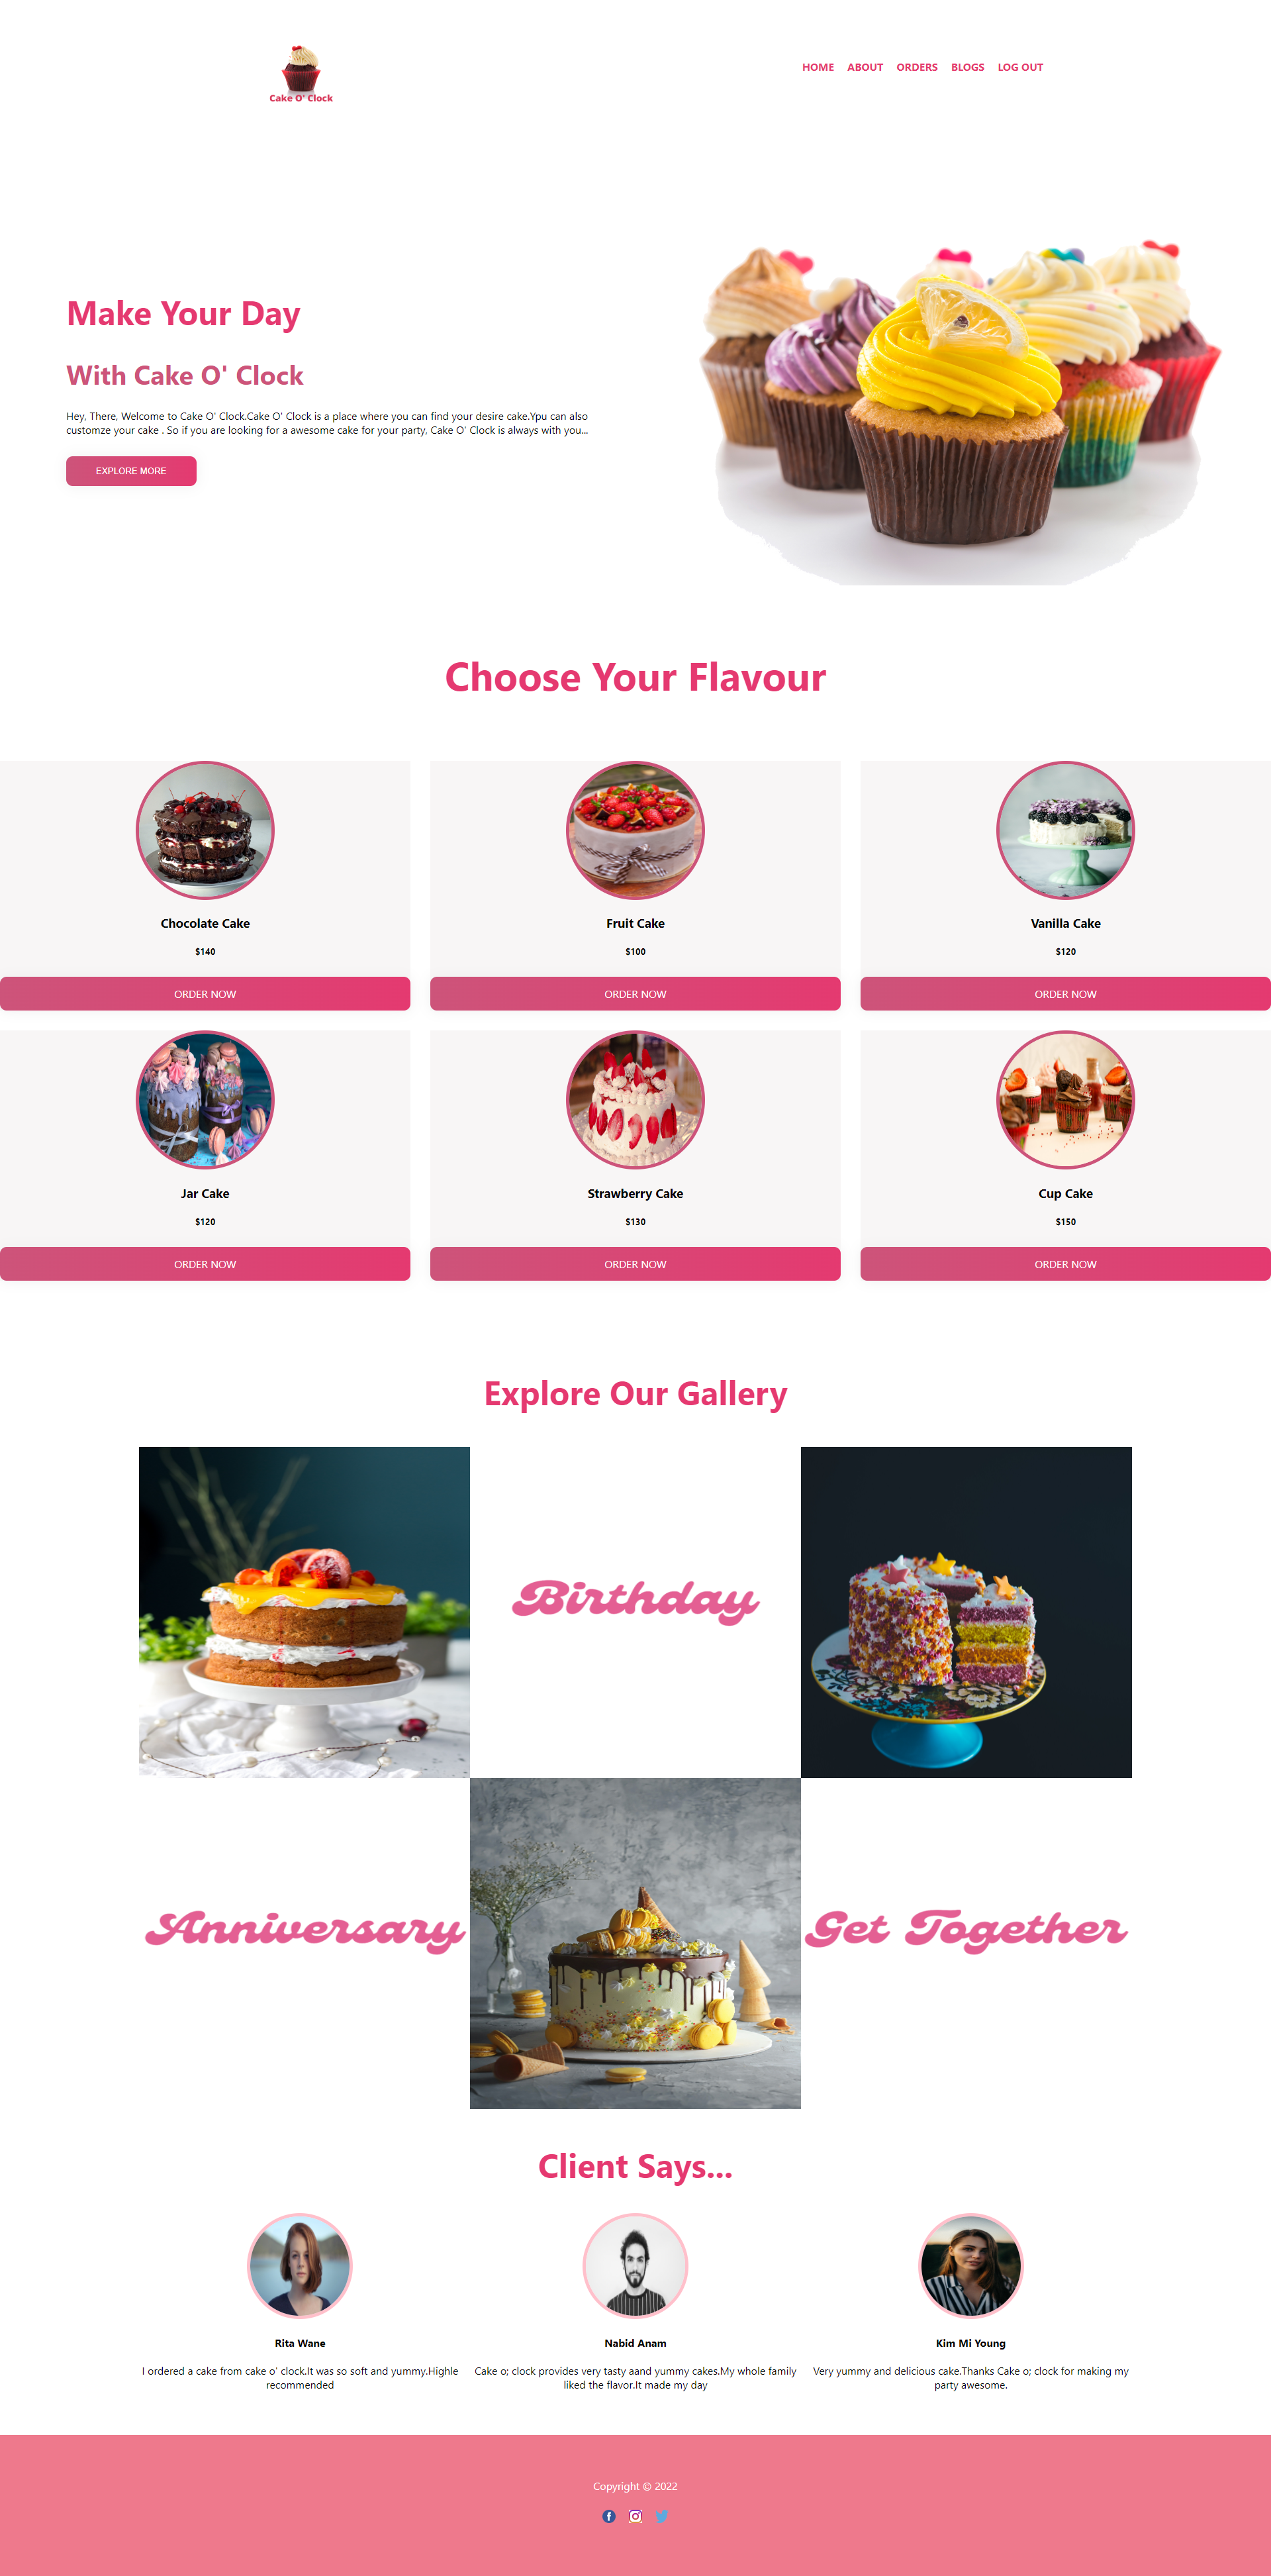 Cake O' Clock
HOME ABOUT ORDERS BLOGS LOG OUT
Make Your Day
With Cake O' Clock
Hey, There, Welcome to Cake O' Clock.Cake O' Clock is a place where you can find your desire cake.Ypu can also
customze your cake . So if you are looking for a awesome cake for your party, Cake O' Clock is always with you...
EXPLORE MORE
Choose Your Flavour
Chocolate Cake
$140
ORDER NOW
Fruit Cake
$100
ORDER NOW
Vanilla Cake
$120
ORDER NOW
Jar Cake
$120
ORDER NOW
Strawberry Cake
$130
ORDER NOW
Cup Cake
$150
ORDER NOW
Explore Our Gallery
Birthday
Anniversary
Get Together
Client Says...
Rita Wane
I ordered a cake from cake o' clock.It was so soft and yummy.Highle
recommended
Nabid Anam
Cake o; clock provides very tasty aand yummy cakes.My whole family
liked the flavor.It made my day
Kim Mi Young
Very yummy and delicious cake.Thanks Cake o; clock for making my
party awesome.
Copyright © 2022